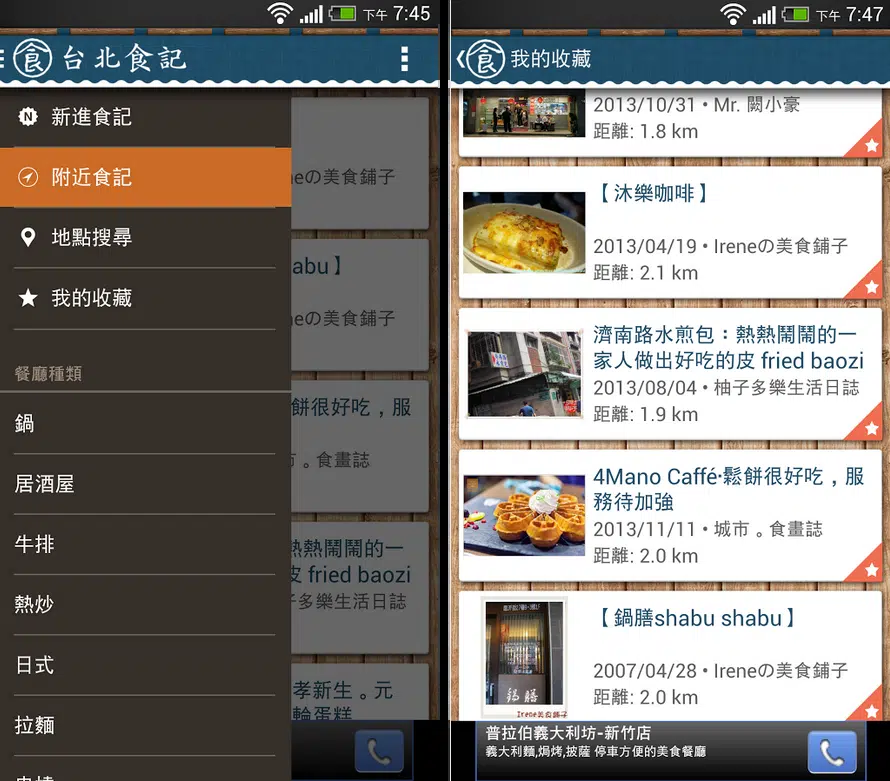 下午 7:45
食 台北食記
新進食記
附近食記
地點搜尋
我的收藏
餐廳種類
鍋
居酒屋
牛排
熱炒
日式
拉麵
eの美食鋪子
abu】
eの美食鋪子
餅很好吃，服
。食畫誌
熱熱鬧鬧的一
皮 fried baozi
子多樂生活日誌
孝新生。元
輪蛋糕
下午 7:47
食 我的收藏
2013/10/31 • Mr. 闕小豪
距離: 1.8 km
【沐樂咖啡】
2013/04/19 • Ireneの美食鋪子
距離: 2.1 km
濟南路水煎包：熱熱鬧鬧的一
家人做出好吃的皮 fried baozi
2013/08/04 • 柚子多樂生活日誌
距離: 1.9 km
4Mano Caffé·鬆餅很好吃，服
務待加強
2013/11/11 • 城市。食畫誌
距離: 2.0 km
【鍋膳shabu shabu】
2007/04/28 • Ireneの美食鋪子
距離: 2.0 km
鍋膳
Irene美食鋪子
普拉伯義大利坊-新竹店
義大利麵,焗烤,披薩 停車方便的美食餐廳